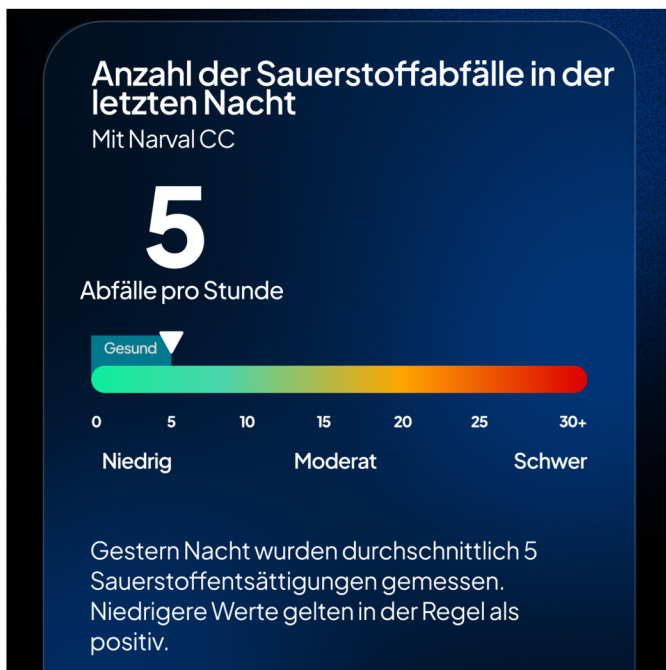 Anzahl der Sauerstoffabfälle in der
letzten Nacht
Mit Narval CC
5
Abfälle pro Stunde
Gesund
0 5 10 15 20 25 30+
Niedrig Moderat Schwer
Gestern Nacht wurden durchschnittlich 5
Sauerstoffentsättigungen gemessen.
Niedrigere Werte gelten in der Regel als
positiv.